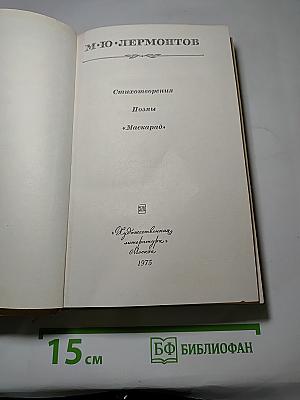 М·Ю·ЛЕРМОНТОВ
Стихотворения
Поэмы
«Маскарад»
«Художественная
литература»
Москва
1975
15 см
БФ БИБЛИОФАН